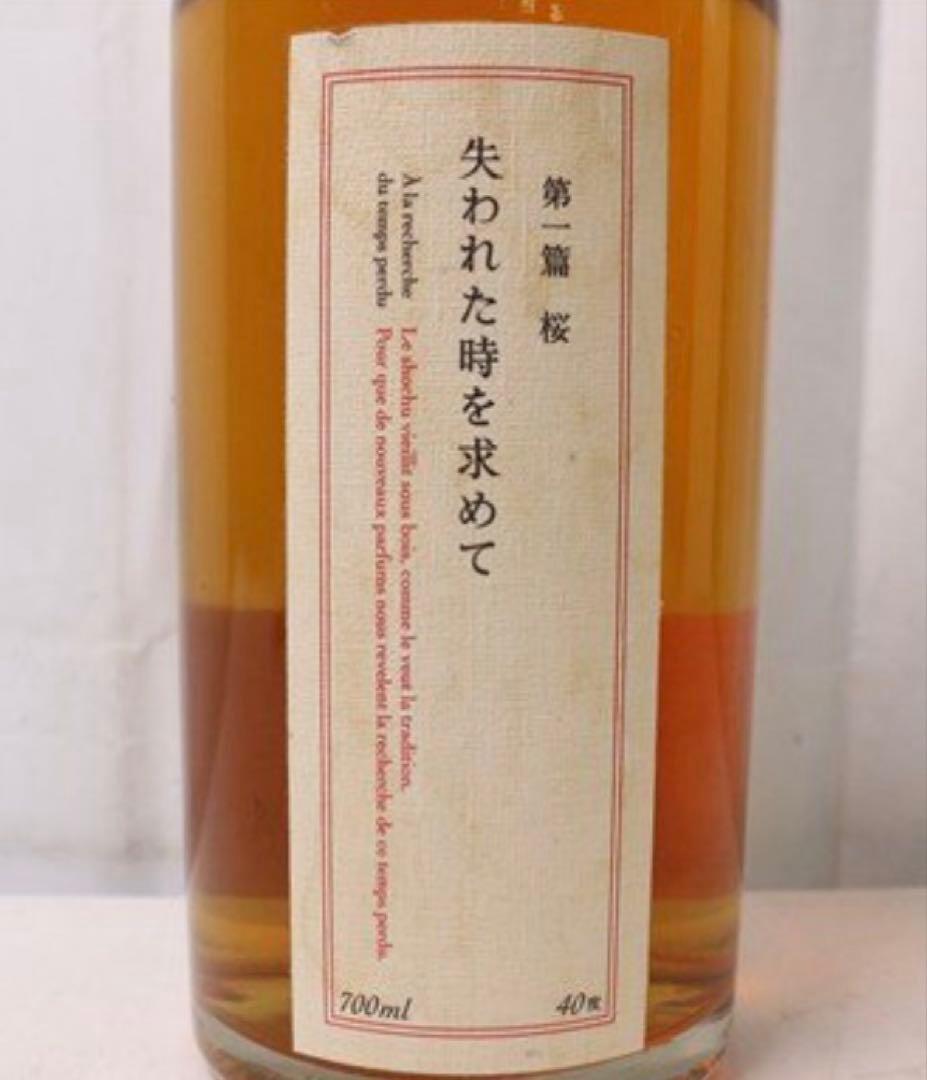 第一篇 桜
失われた時を求めて
À la recherche
du temps perdu
Le shochu vieillit sous bois, comme le veut la tradition.
Pour que de nouveaux parfums nous revelent la recherche de ce temps perdu.
700ml
40度